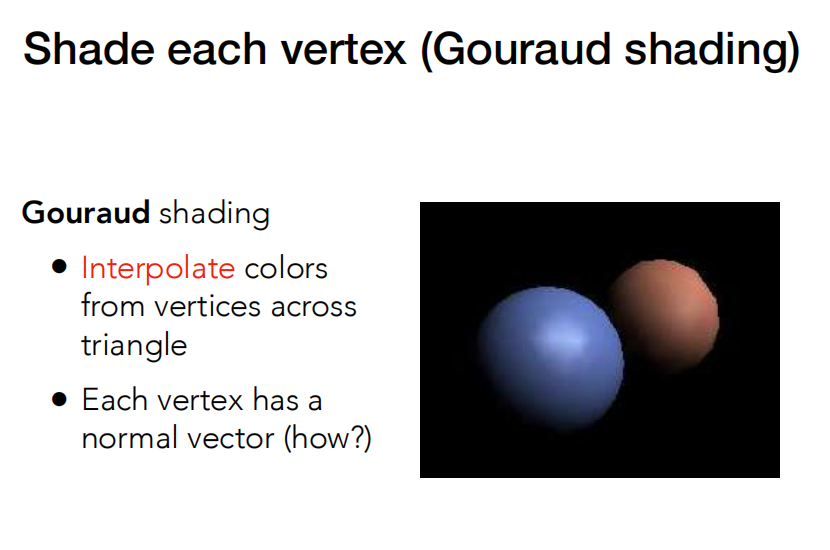 Shade each vertex (Gouraud shading)
Gouraud shading
• Interpolate colors
from vertices across
triangle
• Each vertex has a
normal vector (how?)